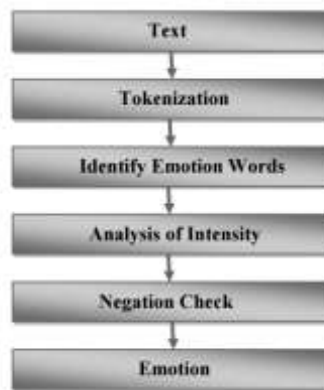 Text
Tokenization
Identify Emotion Words
Analysis of Intensity
Negation Check
Emotion